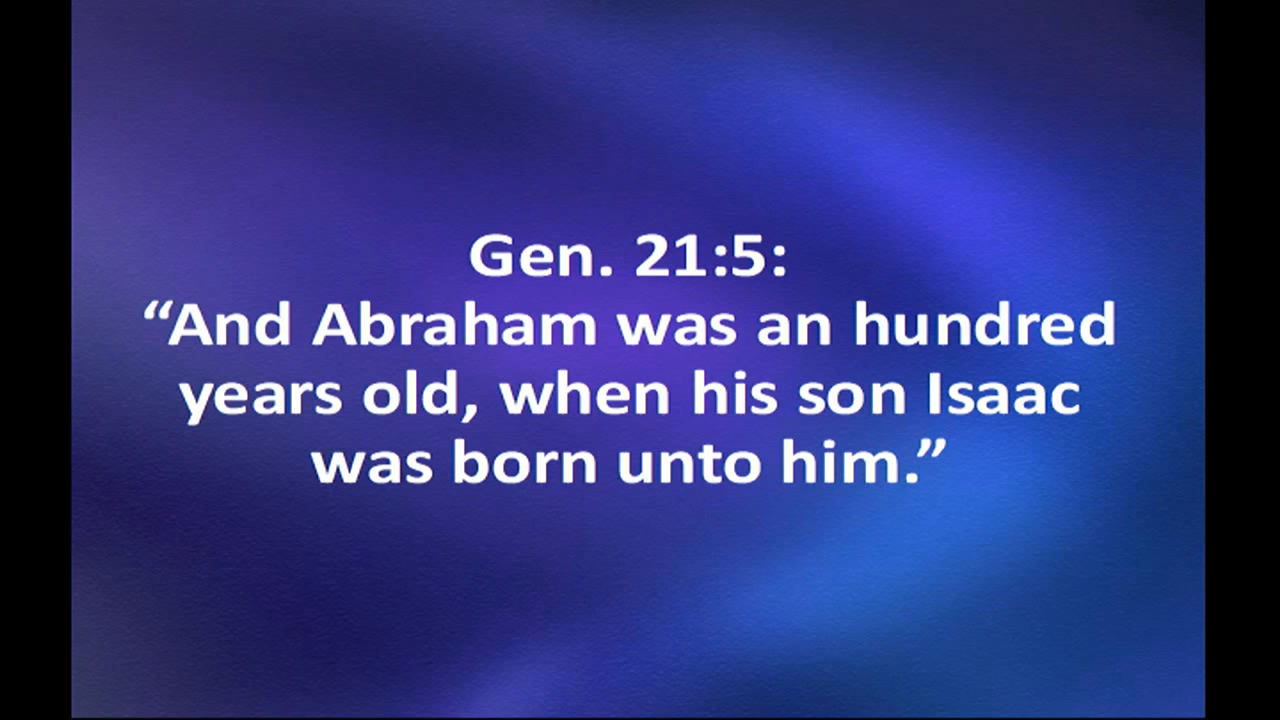 Gen. 21:5:
“And Abraham was an hundred
years old, when his son Isaac
was born unto him.”